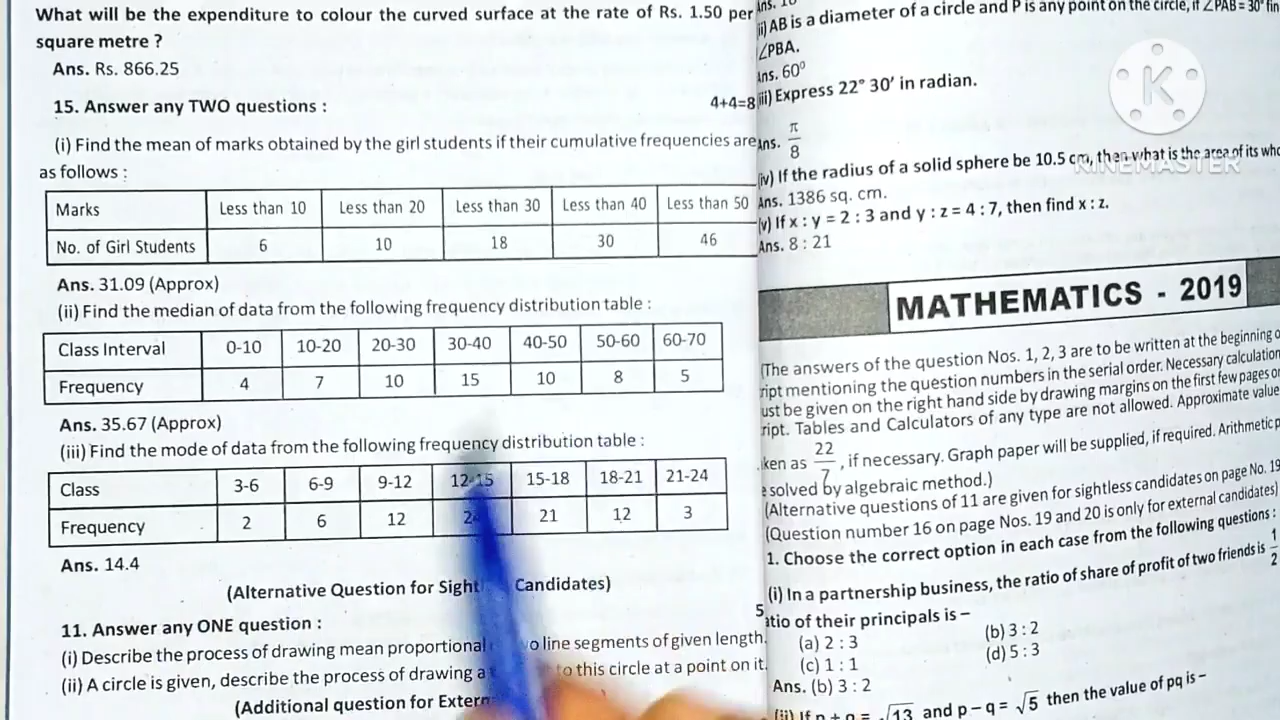 What will be the expenditure to colour the curved surface at the rate of Rs. 1.50 per
square metre ?
Ans. Rs. 866.25
15. Answer any TWO questions : 4+4=8
(i) Find the mean of marks obtained by the girl students if their cumulative frequencies are
as follows :
Marks Less than 10 Less than 20 Less than 30 Less than 40 Less than 50
No. of Girl Students 6 10 18 30 46
Ans. 31.09 (Approx)
(ii) Find the median of data from the following frequency distribution table :
Class Interval 0-10 10-20 20-30 30-40 40-50 50-60 60-70
Frequency 4 7 10 15 10 8 5
Ans. 35.67 (Approx)
(iii) Find the mode of data from the following frequency distribution table :
Class 3-6 6-9 9-12 12-15 15-18 18-21 21-24
Frequency 2 6 12 21 12 3
Ans. 14.4
(Alternative Question for Candidates)
11. Answer any ONE question : 5
(i) Describe the process of drawing mean proportional line segments of given length.
(ii) A circle is given, describe the process of drawing a to this circle at a point on it.
(Additional question for
ii) AB is a diameter of a circle and P is any point on the circle, if ∠PAB = 30°
∠PBA.
Ans. 60⁰
iii) Express 22° 30′ in radian.
Ans. π/8
(iv) If the radius of a solid sphere be 10.5 cm, then what is the area of its
Ans. 1386 sq. cm.
(v) If x : y = 2 : 3 and y : z = 4 : 7, then find x : z.
Ans. 8 : 21
MATHEMATICS - 2019
(The answers of the question Nos. 1, 2, 3 are to be written at the beginning
mentioning the question numbers in the serial order. Necessary
be given on the right hand side by drawing margins on the first few pages
Tables and Calculators of any type are not allowed. Approximate
as 22/7, if necessary. Graph paper will be supplied, if required.
solved by algebraic method.)
(Alternative questions of 11 are given for sightless candidates on page No. 19
(Question number 16 on page Nos. 19 and 20 is only for external candidates)
1. Choose the correct option in each case from the following questions :
(i) In a partnership business, the ratio of share of profit of two friends is 1/2
of their principals is –
(a) 2 : 3 (b) 3 : 2
(c) 1 : 1 (d) 5 : 3
Ans. (b) 3 : 2
(ii) If p + q = √13 and p – q = √5 then the value of pq is –
K
KINEMASTER